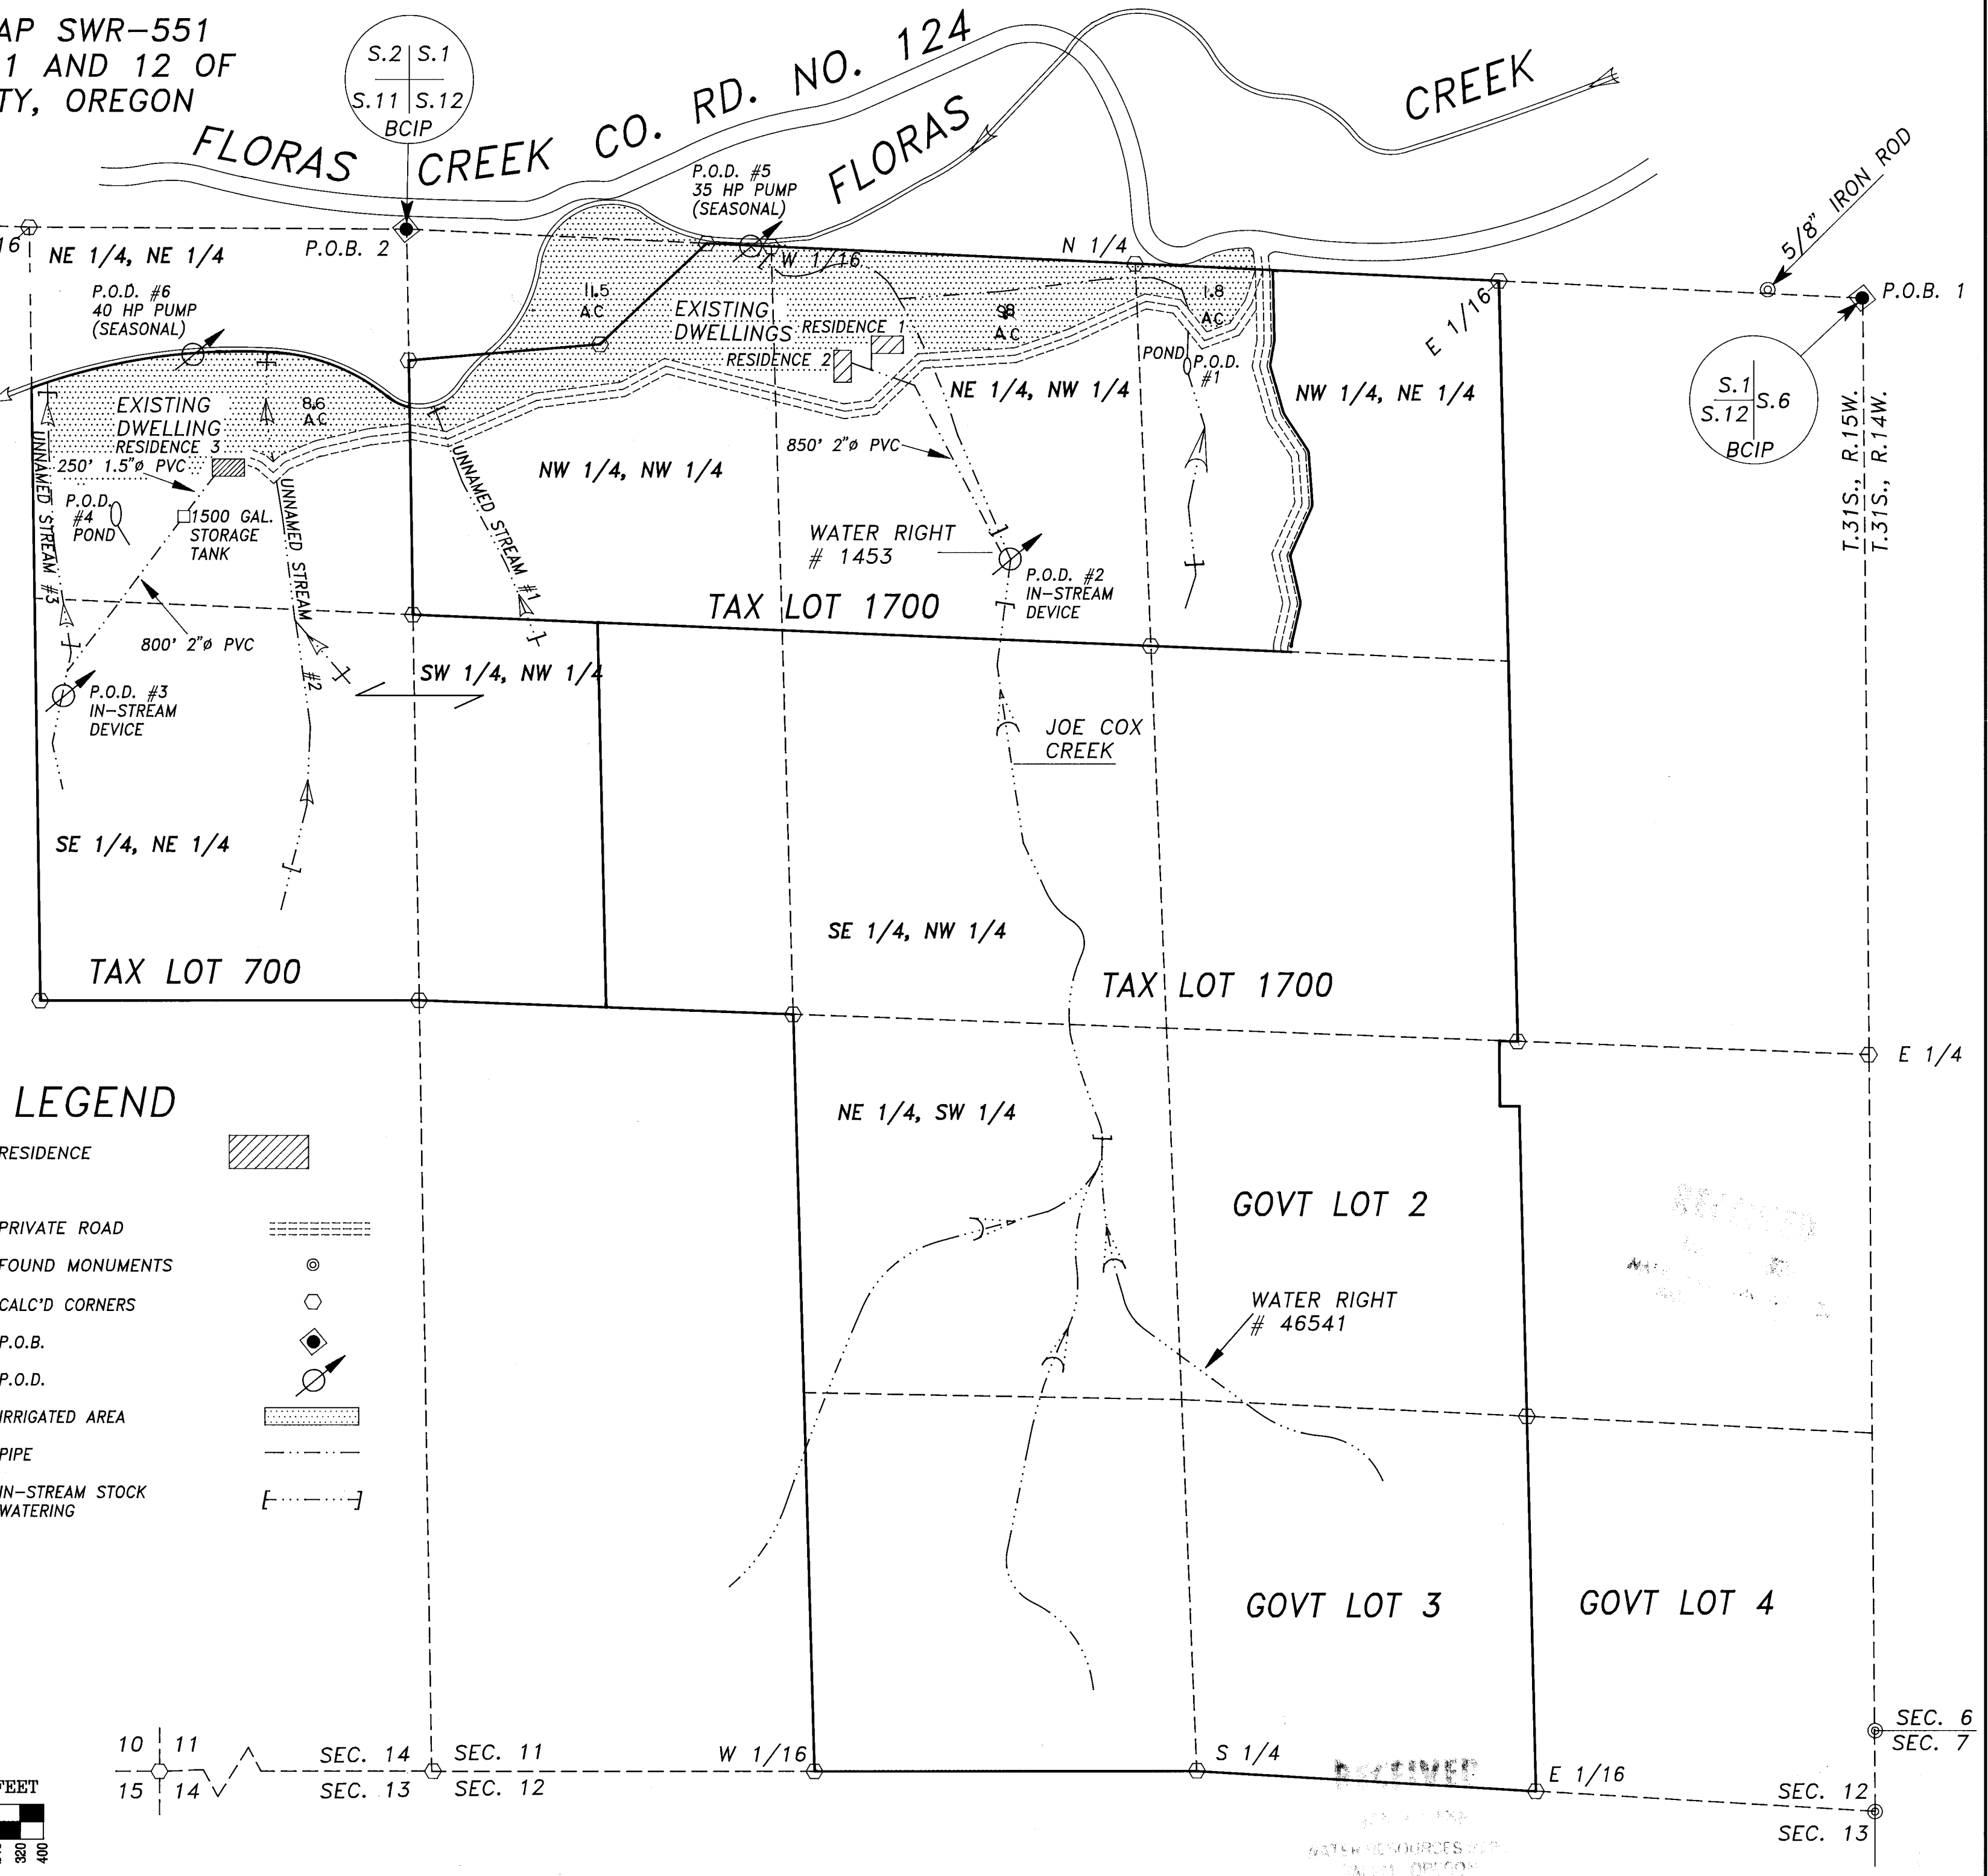 AP SWR-551
1 AND 12 OF
TY, OREGON
S.2 S.1
S.11 S.12
BCIP
FLORAS CREEK CO. RD. NO. 124
FLORAS CREEK
P.O.D. #5
35 HP PUMP
(SEASONAL)
5/8" IRON ROD
16
NE 1/4, NE 1/4
P.O.B. 2
W 1/16
N 1/4
E 1/16
P.O.B. 1
P.O.D. #6
40 HP PUMP
(SEASONAL)
11.5
AC
EXISTING
DWELLINGS
RESIDENCE 1
RESIDENCE 2
9.8
AC
1.8
AC
POND
P.O.D.
#1
S.1
S.12
S.6
BCIP
T.31S., R.15W.
T.31S., R.14W.
EXISTING
DWELLING
RESIDENCE 3
8.6
AC
250' 1.5"ø PVC
P.O.D.
#4
POND
1500 GAL.
STORAGE
TANK
UNNAMED STREAM #3
UNNAMED STREAM #2
UNNAMED STREAM #1
NW 1/4, NW 1/4
NE 1/4, NW 1/4
NW 1/4, NE 1/4
850' 2"ø PVC
WATER RIGHT
# 1453
P.O.D. #2
IN-STREAM
DEVICE
TAX LOT 1700
800' 2"ø PVC
SW 1/4, NW 1/4
P.O.D. #3
IN-STREAM
DEVICE
JOE COX
CREEK
SE 1/4, NE 1/4
SE 1/4, NW 1/4
TAX LOT 700
TAX LOT 1700
E 1/4
LEGEND
RESIDENCE
PRIVATE ROAD
FOUND MONUMENTS
CALC'D CORNERS
P.O.B.
P.O.D.
IRRIGATED AREA
PIPE
IN-STREAM STOCK
WATERING
NE 1/4, SW 1/4
GOVT LOT 2
WATER RIGHT
# 46541
GOVT LOT 3
GOVT LOT 4
10 11
15 14
SEC. 14 SEC. 11
SEC. 13 SEC. 12
W 1/16
S 1/4
E 1/16
SEC. 6
SEC. 7
SEC. 12
SEC. 13
FEET
320
400
RECEIVED
WATER RESOURCES
OREGON